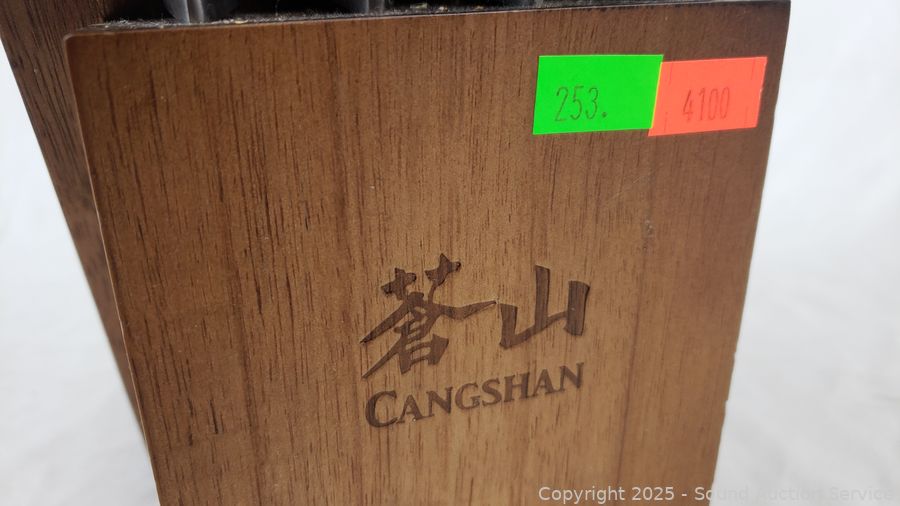 253.
4100
蒼山
CANGSHAN
Copyright 2025 - Sound Auction Service